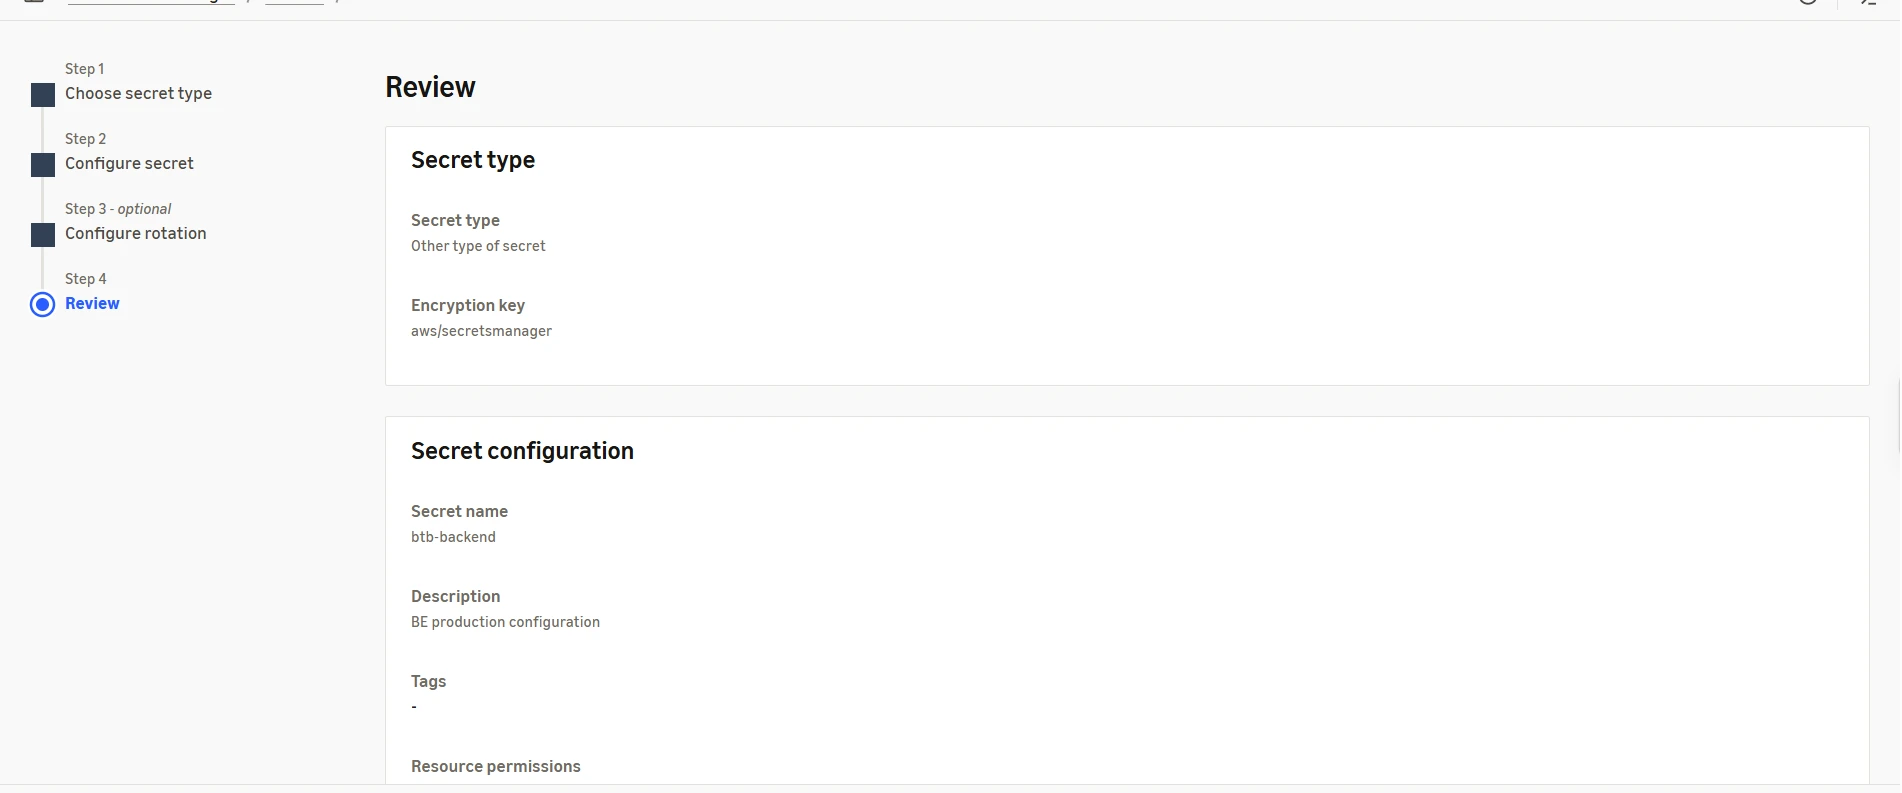 Step 1
Choose secret type
Step 2
Configure secret
Step 3 - optional
Configure rotation
Step 4
Review
Review
Secret type
Secret type
Other type of secret
Encryption key
aws/secretsmanager
Secret configuration
Secret name
btb-backend
Description
BE production configuration
Tags
-
Resource permissions